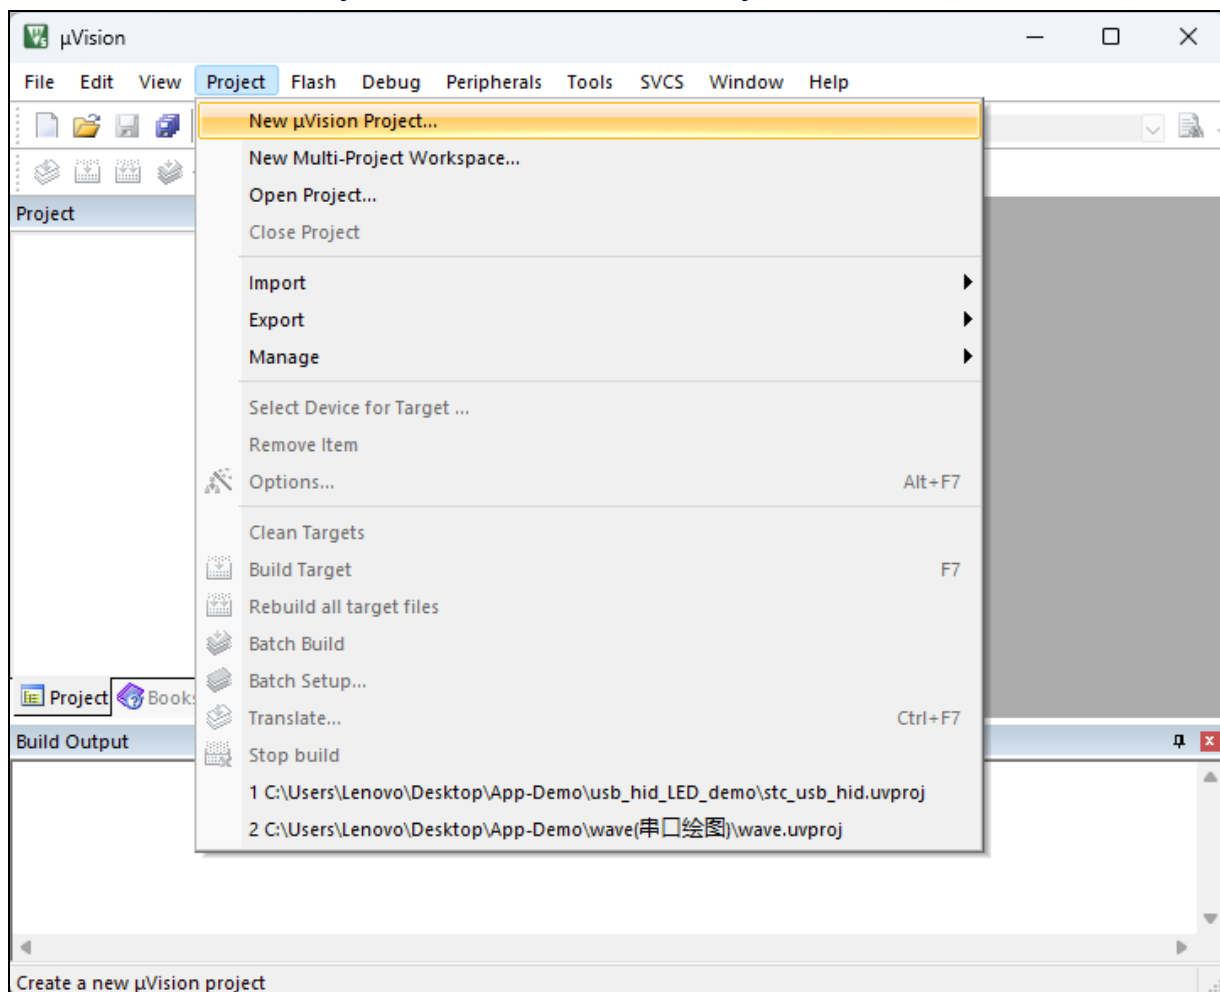 µVision
File Edit View Project Flash Debug Peripherals Tools SVCS Window Help
New µVision Project...
New Multi-Project Workspace...
Open Project...
Project
Close Project
Import
Export
Manage
Select Device for Target ...
Remove Item
Options... Alt+F7
Clean Targets
Build Target F7
Rebuild all target files
Batch Build
Batch Setup...
Project Books
Translate... Ctrl+F7
Build Output
Stop build
1 C:\Users\Lenovo\Desktop\App-Demo\usb_hid_LED_demo\stc_usb_hid.uvproj
2 C:\Users\Lenovo\Desktop\App-Demo\wave(串口绘图)\wave.uvproj
Create a new µVision project